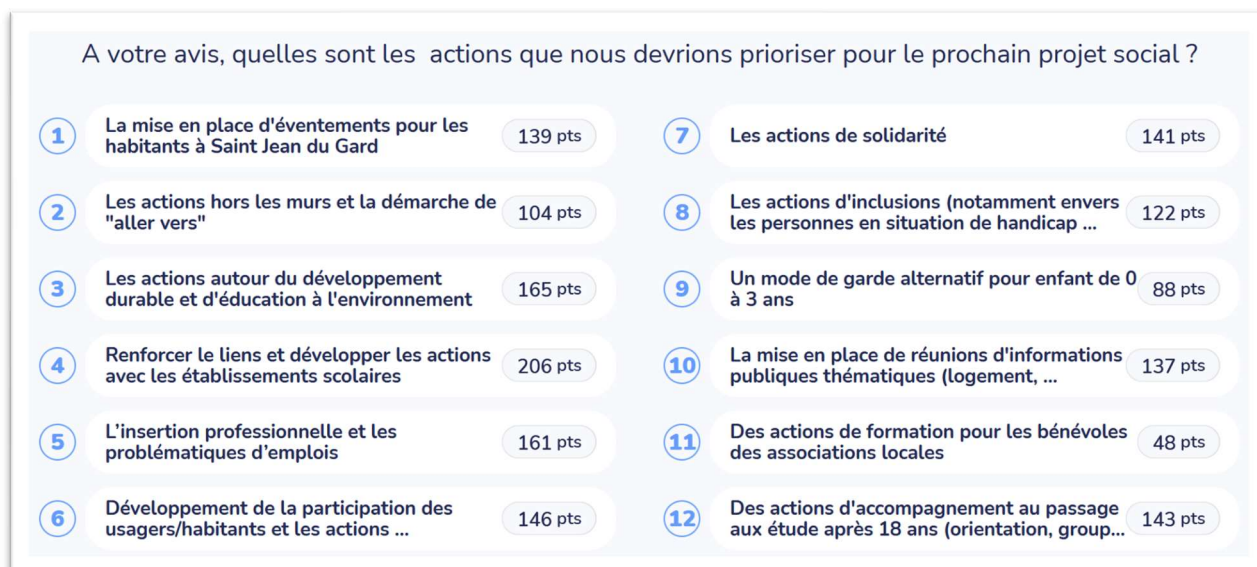 A votre avis, quelles sont les actions que nous devrions prioriser pour le prochain projet social ?
1
La mise en place d'éventements pour les
habitants à Saint Jean du Gard
139 pts
2
Les actions hors les murs et la démarche de
"aller vers"
104 pts
3
Les actions autour du développement
durable et d'éducation à l'environnement
165 pts
4
Renforcer le liens et développer les actions
avec les établissements scolaires
206 pts
5
L'insertion professionnelle et les
problématiques d'emplois
161 pts
6
Développement de la participation des
usagers/habitants et les actions ...
146 pts
7
Les actions de solidarité
141 pts
8
Les actions d'inclusions (notamment envers
les personnes en situation de handicap ...
122 pts
9
Un mode de garde alternatif pour enfant de 0
à 3 ans
88 pts
10
La mise en place de réunions d'informations
publiques thématiques (logement, ...
137 pts
11
Des actions de formation pour les bénévoles
des associations locales
48 pts
12
Des actions d'accompagnement au passage
aux étude après 18 ans (orientation, group...
143 pts